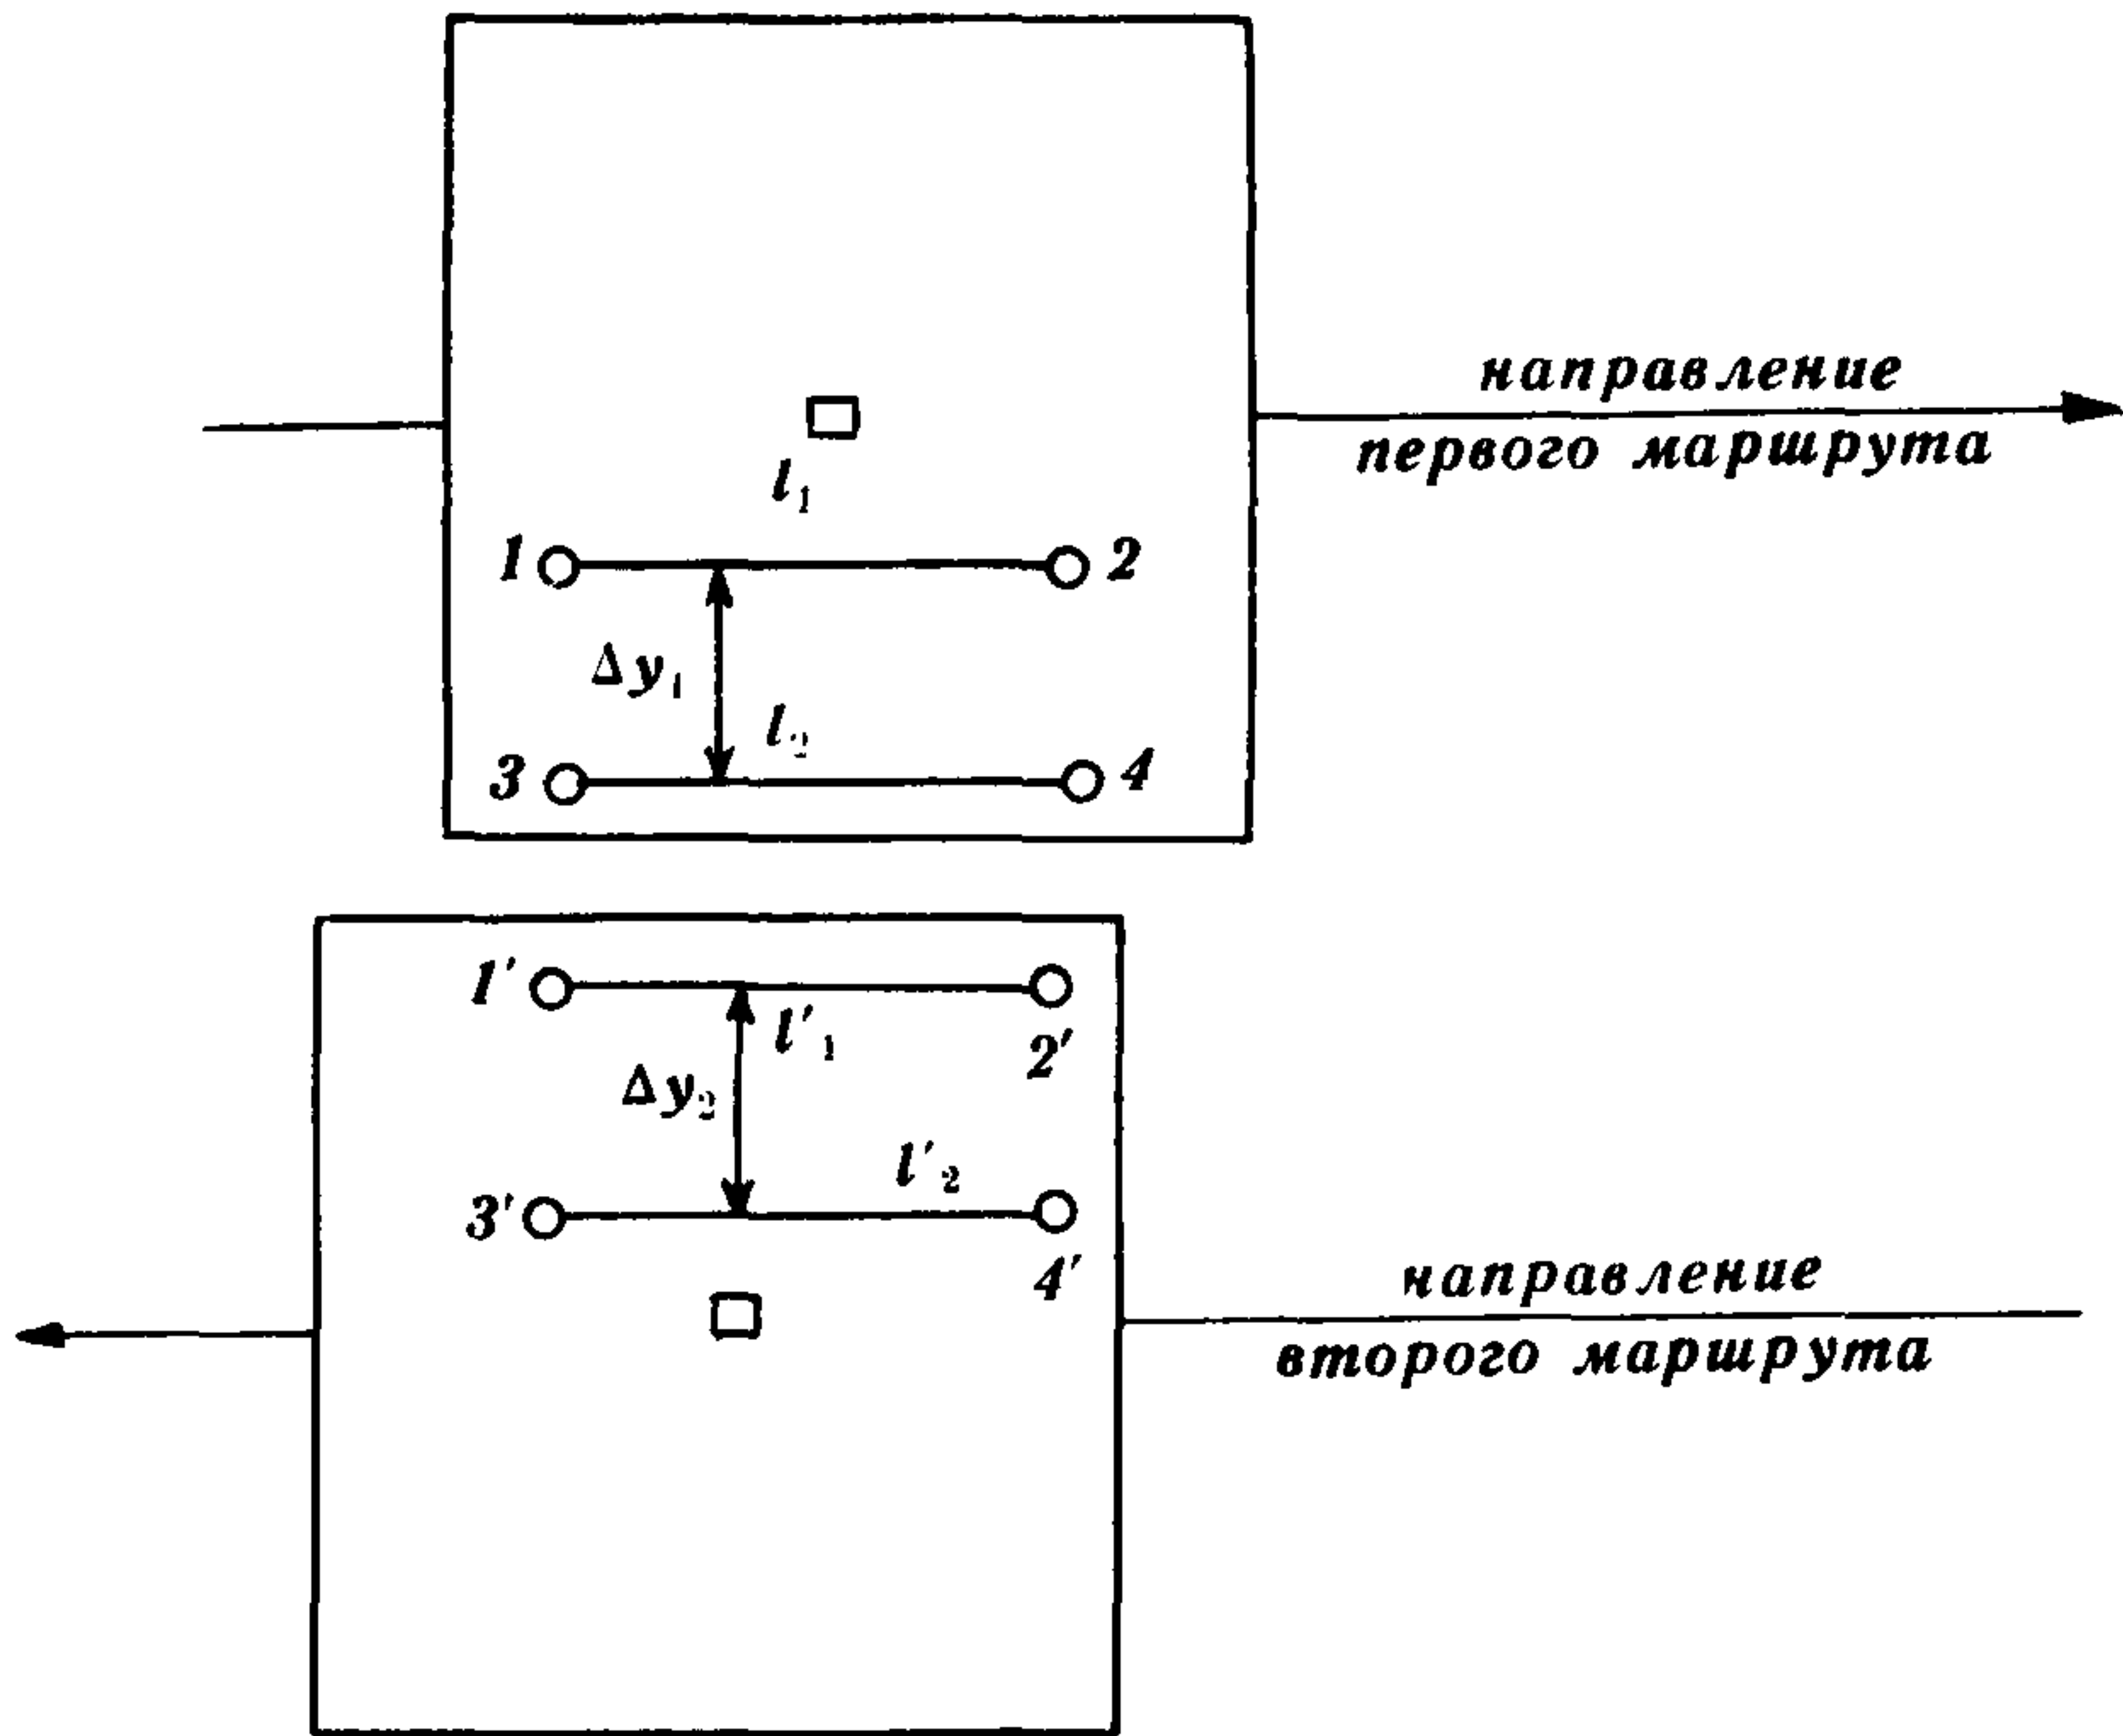 направление
первого маршрута
l₁
1 2
Δy₁
l₂
3 4
1'
l'₁
2'
Δy₂
l'₂
3'
4'
направление
второго маршрута